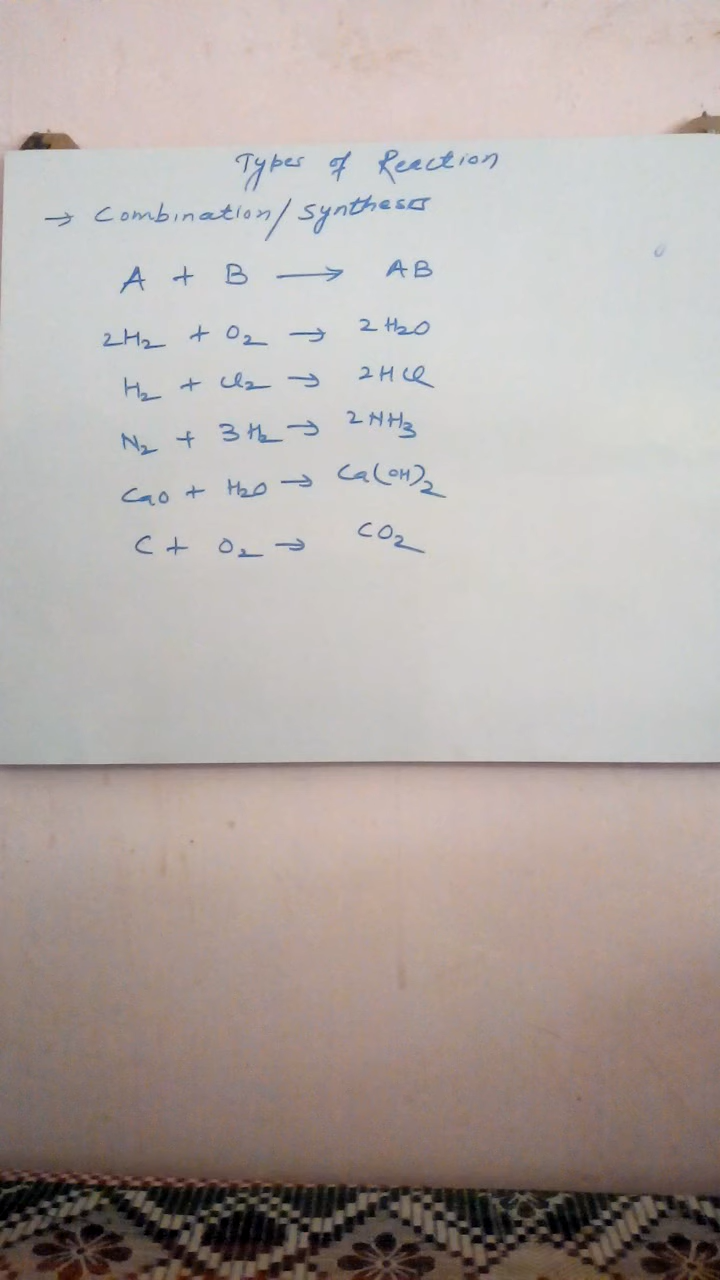 Types of Reaction
→ Combination/Synthesis
A + B → AB
2H₂ + O₂ → 2H₂O
H₂ + Cl₂ → 2HCl
N₂ + 3H₂ → 2NH₃
CaO + H₂O → Ca(OH)₂
C + O₂ → CO₂